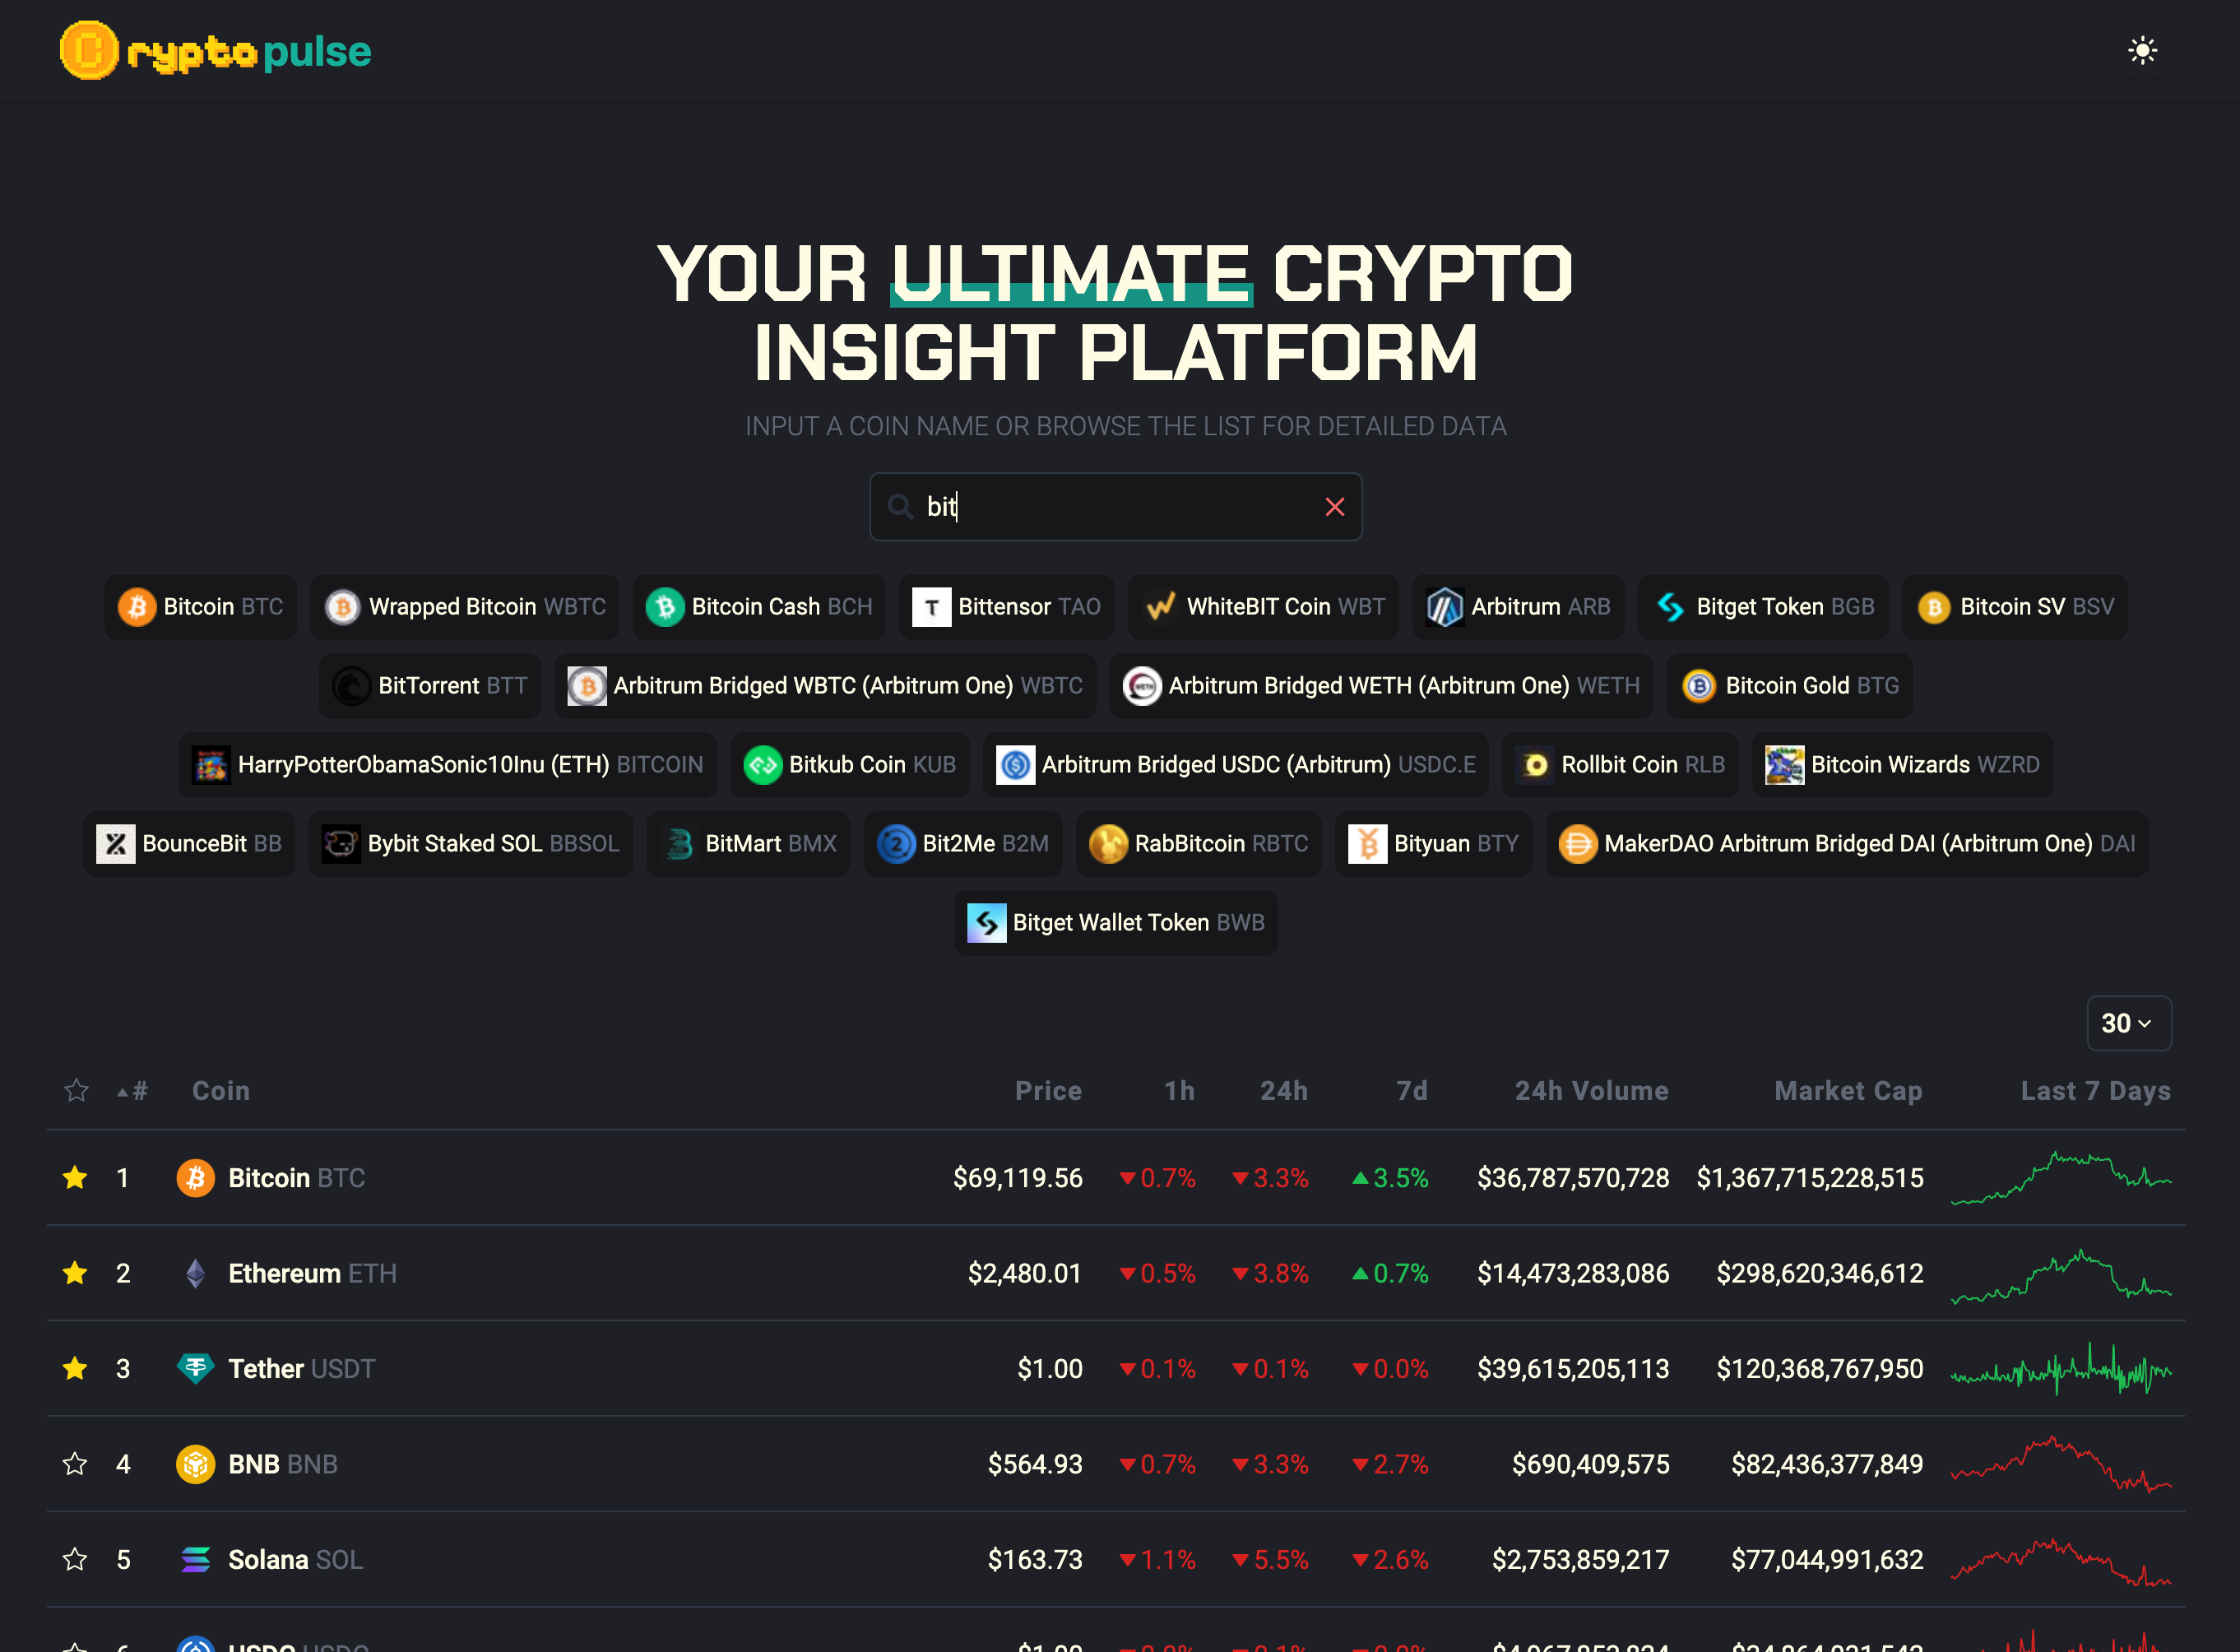 Crypto pulse
YOUR ULTIMATE CRYPTO
INSIGHT PLATFORM
INPUT A COIN NAME OR BROWSE THE LIST FOR DETAILED DATA
bit
Bitcoin BTC Wrapped Bitcoin WBTC Bitcoin Cash BCH Bittensor TAO WhiteBIT Coin WBT Arbitrum ARB Bitget Token BGB Bitcoin SV BSV
BitTorrent BTT Arbitrum Bridged WBTC (Arbitrum One) WBTC Arbitrum Bridged WETH (Arbitrum One) WETH Bitcoin Gold BTG
HarryPotterObamaSonic10Inu (ETH) BITCOIN Bitkub Coin KUB Arbitrum Bridged USDC (Arbitrum) USDC.E Rollbit Coin RLB Bitcoin Wizards WZRD
BounceBit BB Bybit Staked SOL BBSOL BitMart BMX Bit2Me B2M RabBitcoin RBTC Bityuan BTY MakerDAO Arbitrum Bridged DAI (Arbitrum One) DAI
Bitget Wallet Token BWB
30
# Coin Price 1h 24h 7d 24h Volume Market Cap Last 7 Days
1 Bitcoin BTC $69,119.56 0.7% 3.3% 3.5% $36,787,570,728 $1,367,715,228,515
2 Ethereum ETH $2,480.01 0.5% 3.8% 0.7% $14,473,283,086 $298,620,346,612
3 Tether USDT $1.00 0.1% 0.1% 0.0% $39,615,205,113 $120,368,767,950
4 BNB BNB $564.93 0.7% 3.3% 2.7% $690,409,575 $82,436,377,849
5 Solana SOL $163.73 1.1% 5.5% 2.6% $2,753,859,217 $77,044,991,632
6 USDC USDC $1.00